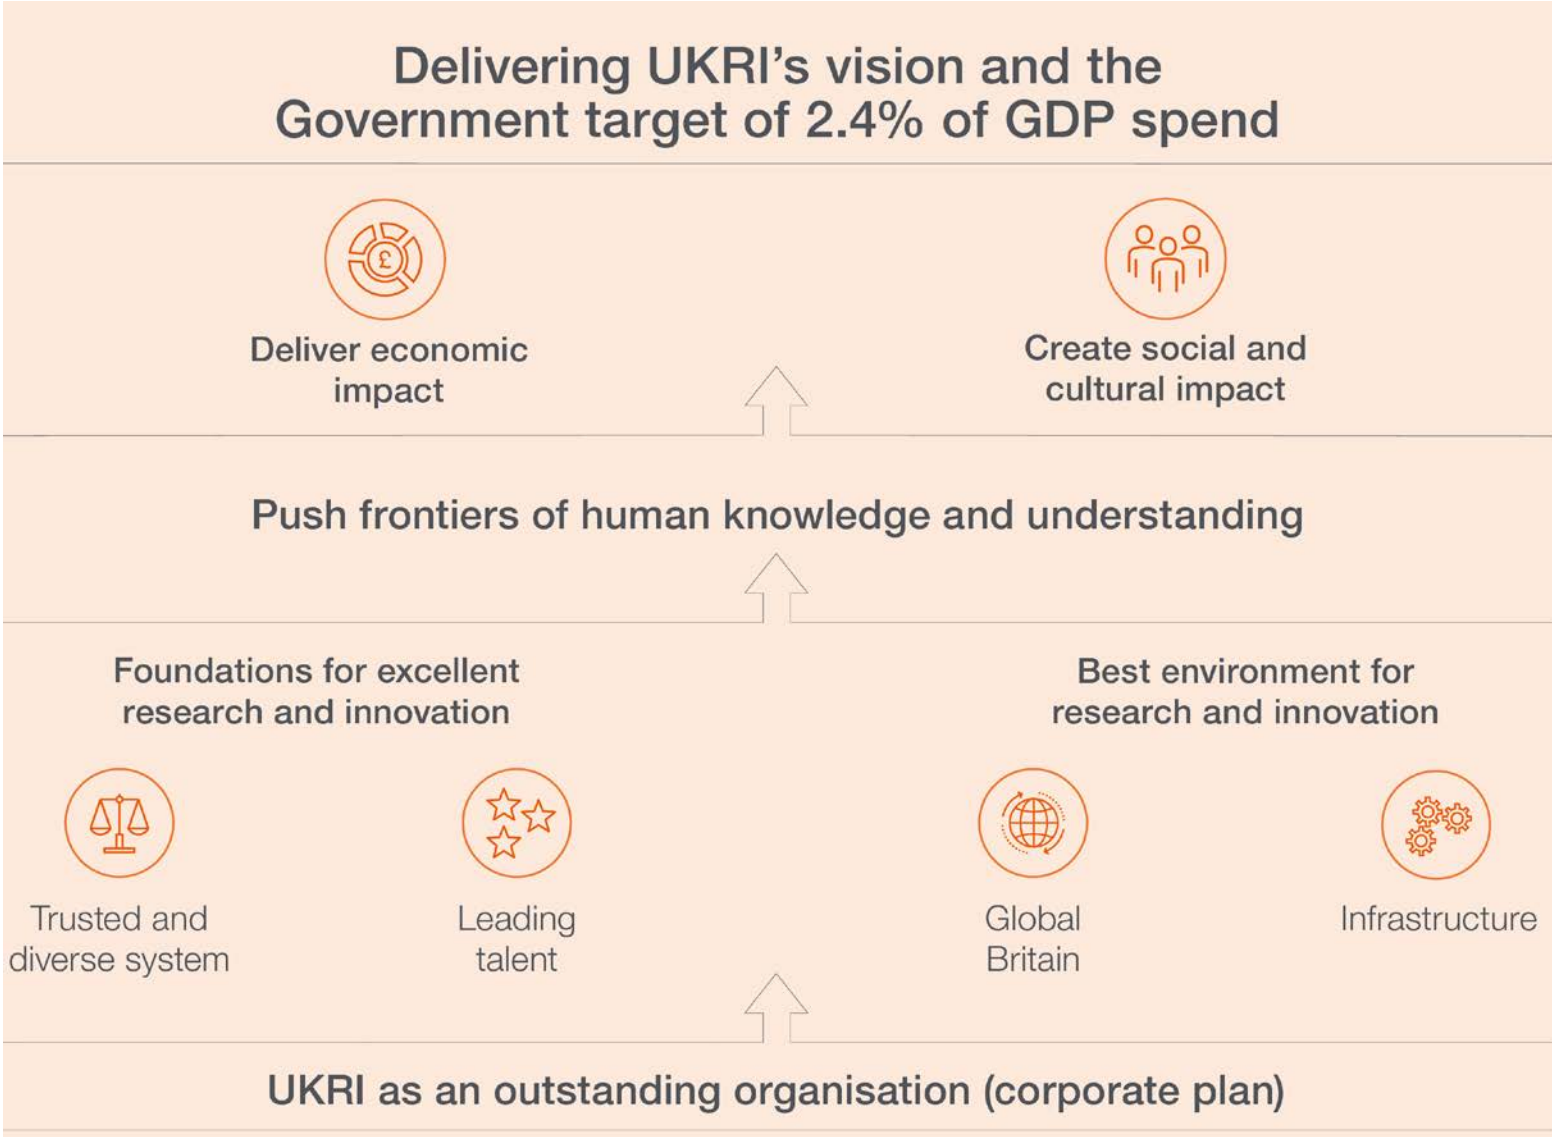 Delivering UKRI's vision and the
Government target of 2.4% of GDP spend
£
Deliver economic
impact
Create social and
cultural impact
Push frontiers of human knowledge and understanding
Foundations for excellent
research and innovation
Best environment for
research and innovation
Trusted and
diverse system
Leading
talent
Global
Britain
Infrastructure
UKRI as an outstanding organisation (corporate plan)